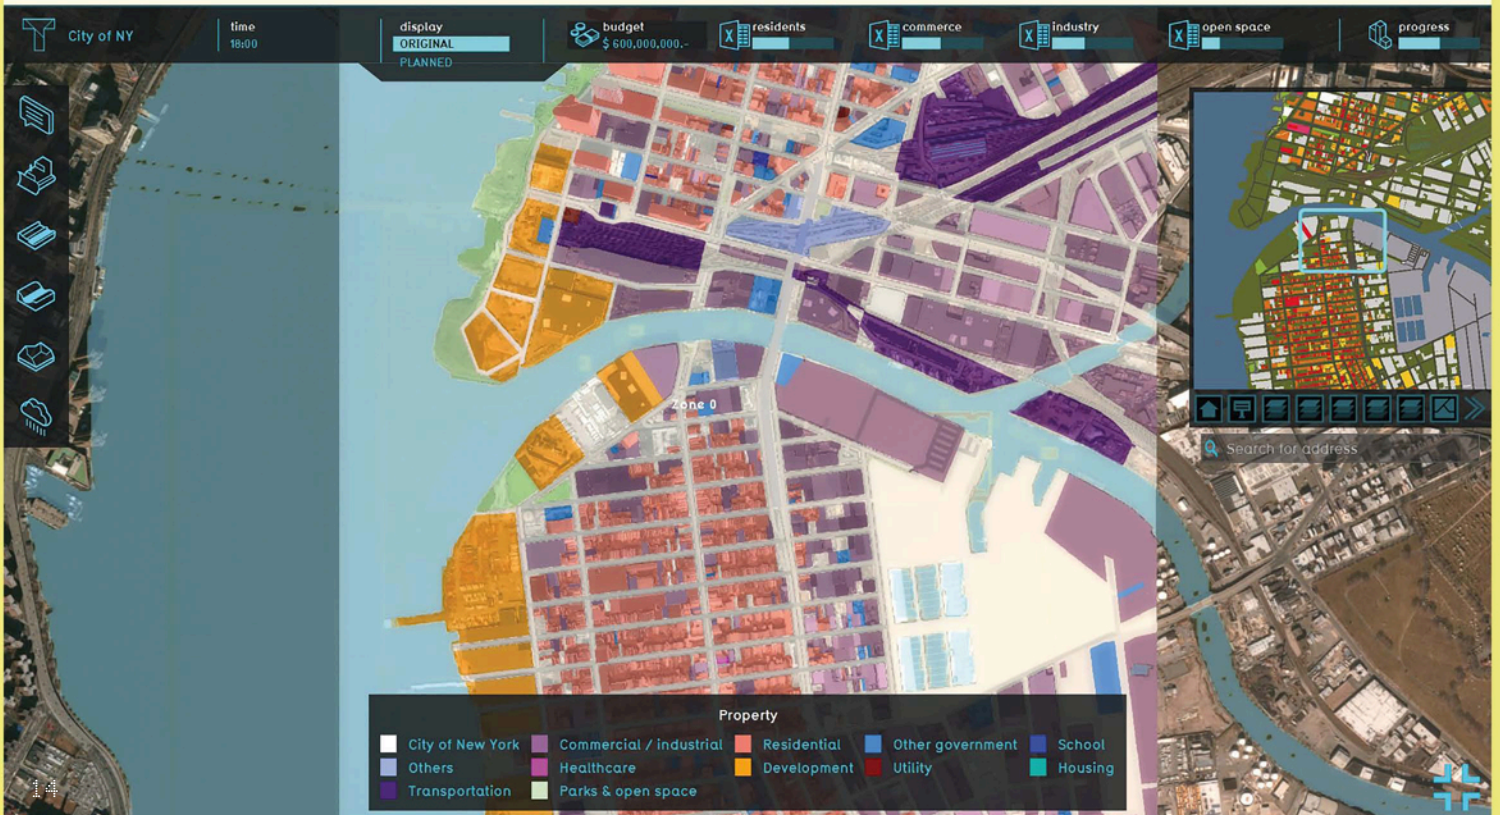 City of NY
time
18:00
display
ORIGINAL
PLANNED
budget
$ 600,000,000.-
residents
commerce
industry
open space
progress
Search for address
Zone 0
Property
City of New York
Commercial / industrial
Residential
Other government
School
Others
Healthcare
Development
Utility
Housing
Transportation
Parks & open space
14